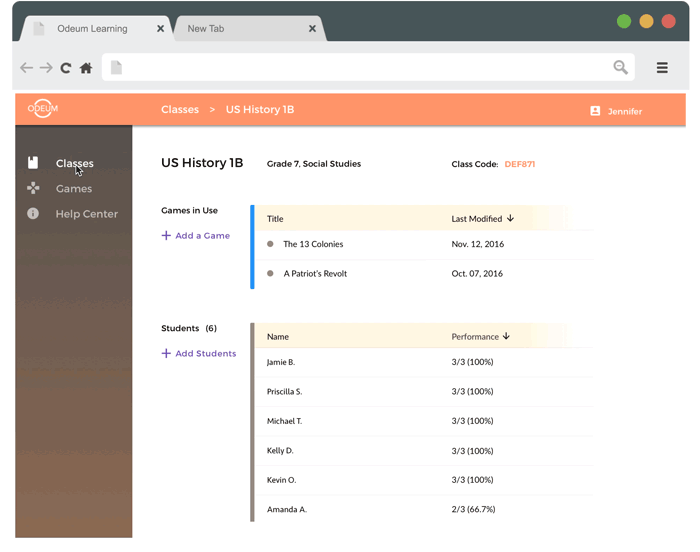 Odeum Learning
New Tab
ODEUM
Classes > US History 1B
Jennifer
Classes
Games
Help Center
US History 1B
Grade 7, Social Studies
Class Code: DEF871
Games in Use
+ Add a Game
Title Last Modified ↓
The 13 Colonies Nov. 12, 2016
A Patriot's Revolt Oct. 07, 2016
Students (6)
+ Add Students
Name Performance ↓
Jamie B. 3/3 (100%)
Priscilla S. 3/3 (100%)
Michael T. 3/3 (100%)
Kelly D. 3/3 (100%)
Kevin O. 3/3 (100%)
Amanda A. 2/3 (66.7%)